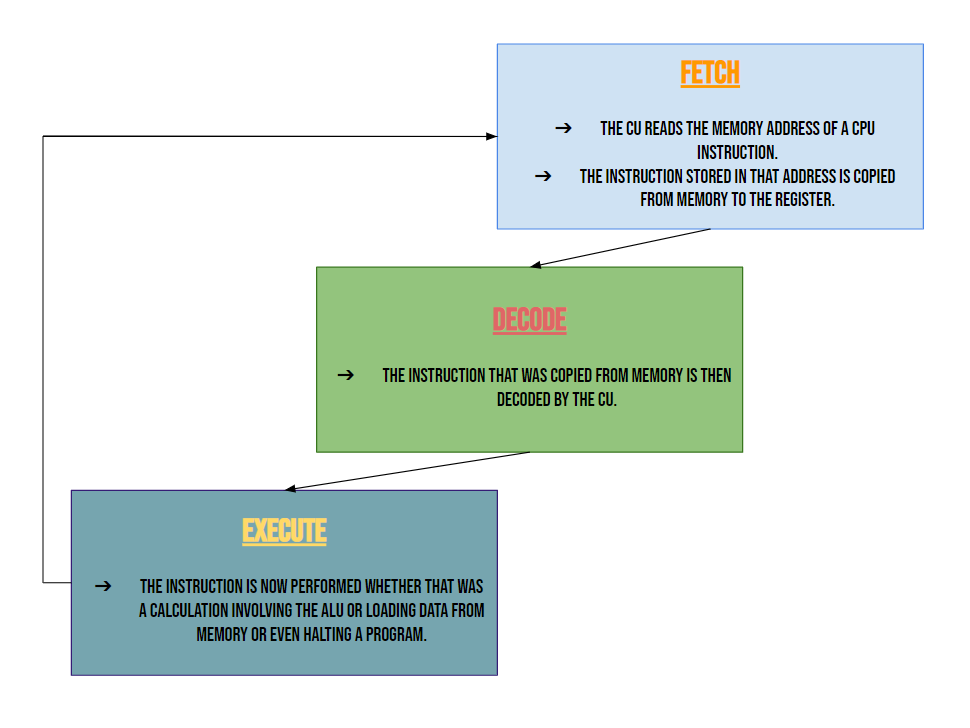 FETCH
➔ THE CU READS THE MEMORY ADDRESS OF A CPU
INSTRUCTION.
➔ THE INSTRUCTION STORED IN THAT ADDRESS IS COPIED
FROM MEMORY TO THE REGISTER.
DECODE
➔ THE INSTRUCTION THAT WAS COPIED FROM MEMORY IS THEN
DECODED BY THE CU.
EXECUTE
➔ THE INSTRUCTION IS NOW PERFORMED WHETHER THAT WAS
A CALCULATION INVOLVING THE ALU OR LOADING DATA FROM
MEMORY OR EVEN HALTING A PROGRAM.